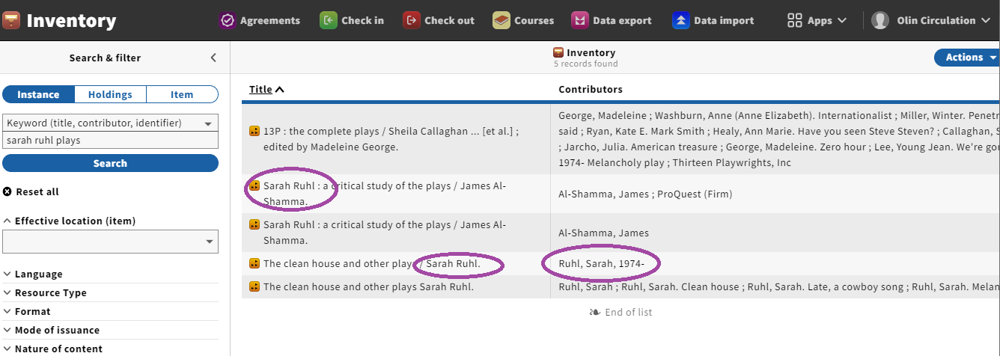 Inventory
Agreements
Check in
Check out
Courses
Data export
Data import
Apps
Olin Circulation
Search & filter
Inventory
5 records found
Actions
Instance
Holdings
Item
Keyword (title, contributor, identifier)
sarah ruhl plays
Search
Reset all
Effective location (item)
Language
Resource Type
Format
Mode of issuance
Nature of content
Title
Contributors
13P : the complete plays / Sheila Callaghan ... [et al.] ;
edited by Madeleine George.
George, Madeleine ; Washburn, Anne (Anne Elizabeth). Internationalist ; Miller, Winter. Penetr
said ; Ryan, Kate E. Mark Smith ; Healy, Ann Marie. Have you seen Steve Steven? ; Callaghan, S
; Jarcho, Julia. American treasure ; George, Madeleine. Zero hour ; Lee, Young Jean. We're go
1974- Melancholy play ; Thirteen Playwrights, Inc
Sarah Ruhl : a critical study of the plays / James Al-
Shamma.
Al-Shamma, James ; ProQuest (Firm)
Sarah Ruhl : a critical study of the plays / James Al-
Shamma.
Al-Shamma, James
The clean house and other plays / Sarah Ruhl.
Ruhl, Sarah, 1974-
The clean house and other plays Sarah Ruhl.
Ruhl, Sarah ; Ruhl, Sarah. Clean house ; Ruhl, Sarah. Late, a cowboy song ; Ruhl, Sarah. Melan
End of list